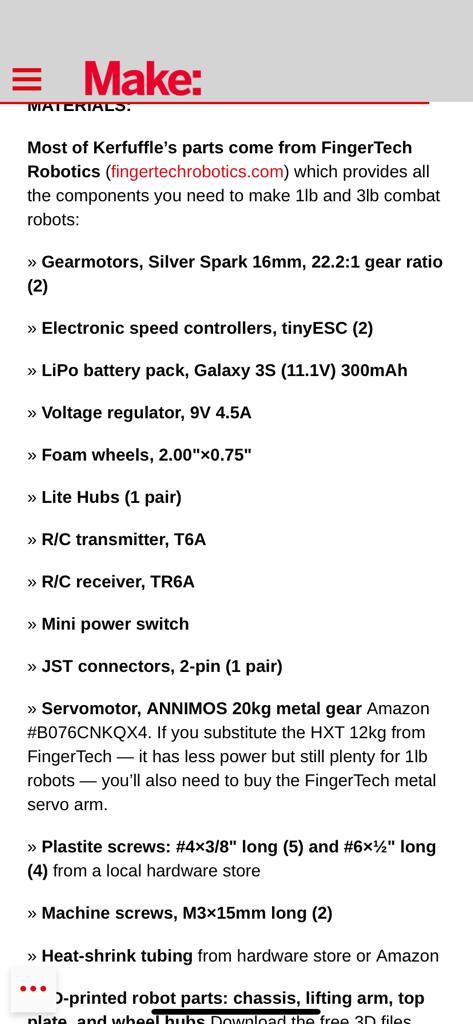 Make:
MATERIALS:
Most of Kerfuffle's parts come from FingerTech
Robotics (fingertechrobotics.com) which provides all
the components you need to make 1lb and 3lb combat
robots:
» Gearmotors, Silver Spark 16mm, 22.2:1 gear ratio
(2)
» Electronic speed controllers, tinyESC (2)
» LiPo battery pack, Galaxy 3S (11.1V) 300mAh
» Voltage regulator, 9V 4.5A
» Foam wheels, 2.00"×0.75"
» Lite Hubs (1 pair)
» R/C transmitter, T6A
» R/C receiver, TR6A
» Mini power switch
» JST connectors, 2-pin (1 pair)
» Servomotor, ANNIMOS 20kg metal gear Amazon
#B076CNKQX4. If you substitute the HXT 12kg from
FingerTech — it has less power but still plenty for 1lb
robots — you'll also need to buy the FingerTech metal
servo arm.
» Plastite screws: #4×3/8" long (5) and #6×½" long
(4) from a local hardware store
» Machine screws, M3×15mm long (2)
» Heat-shrink tubing from hardware store or Amazon
D-printed robot parts: chassis, lifting arm, top
plate, and wheel hubs Download the free 3D files